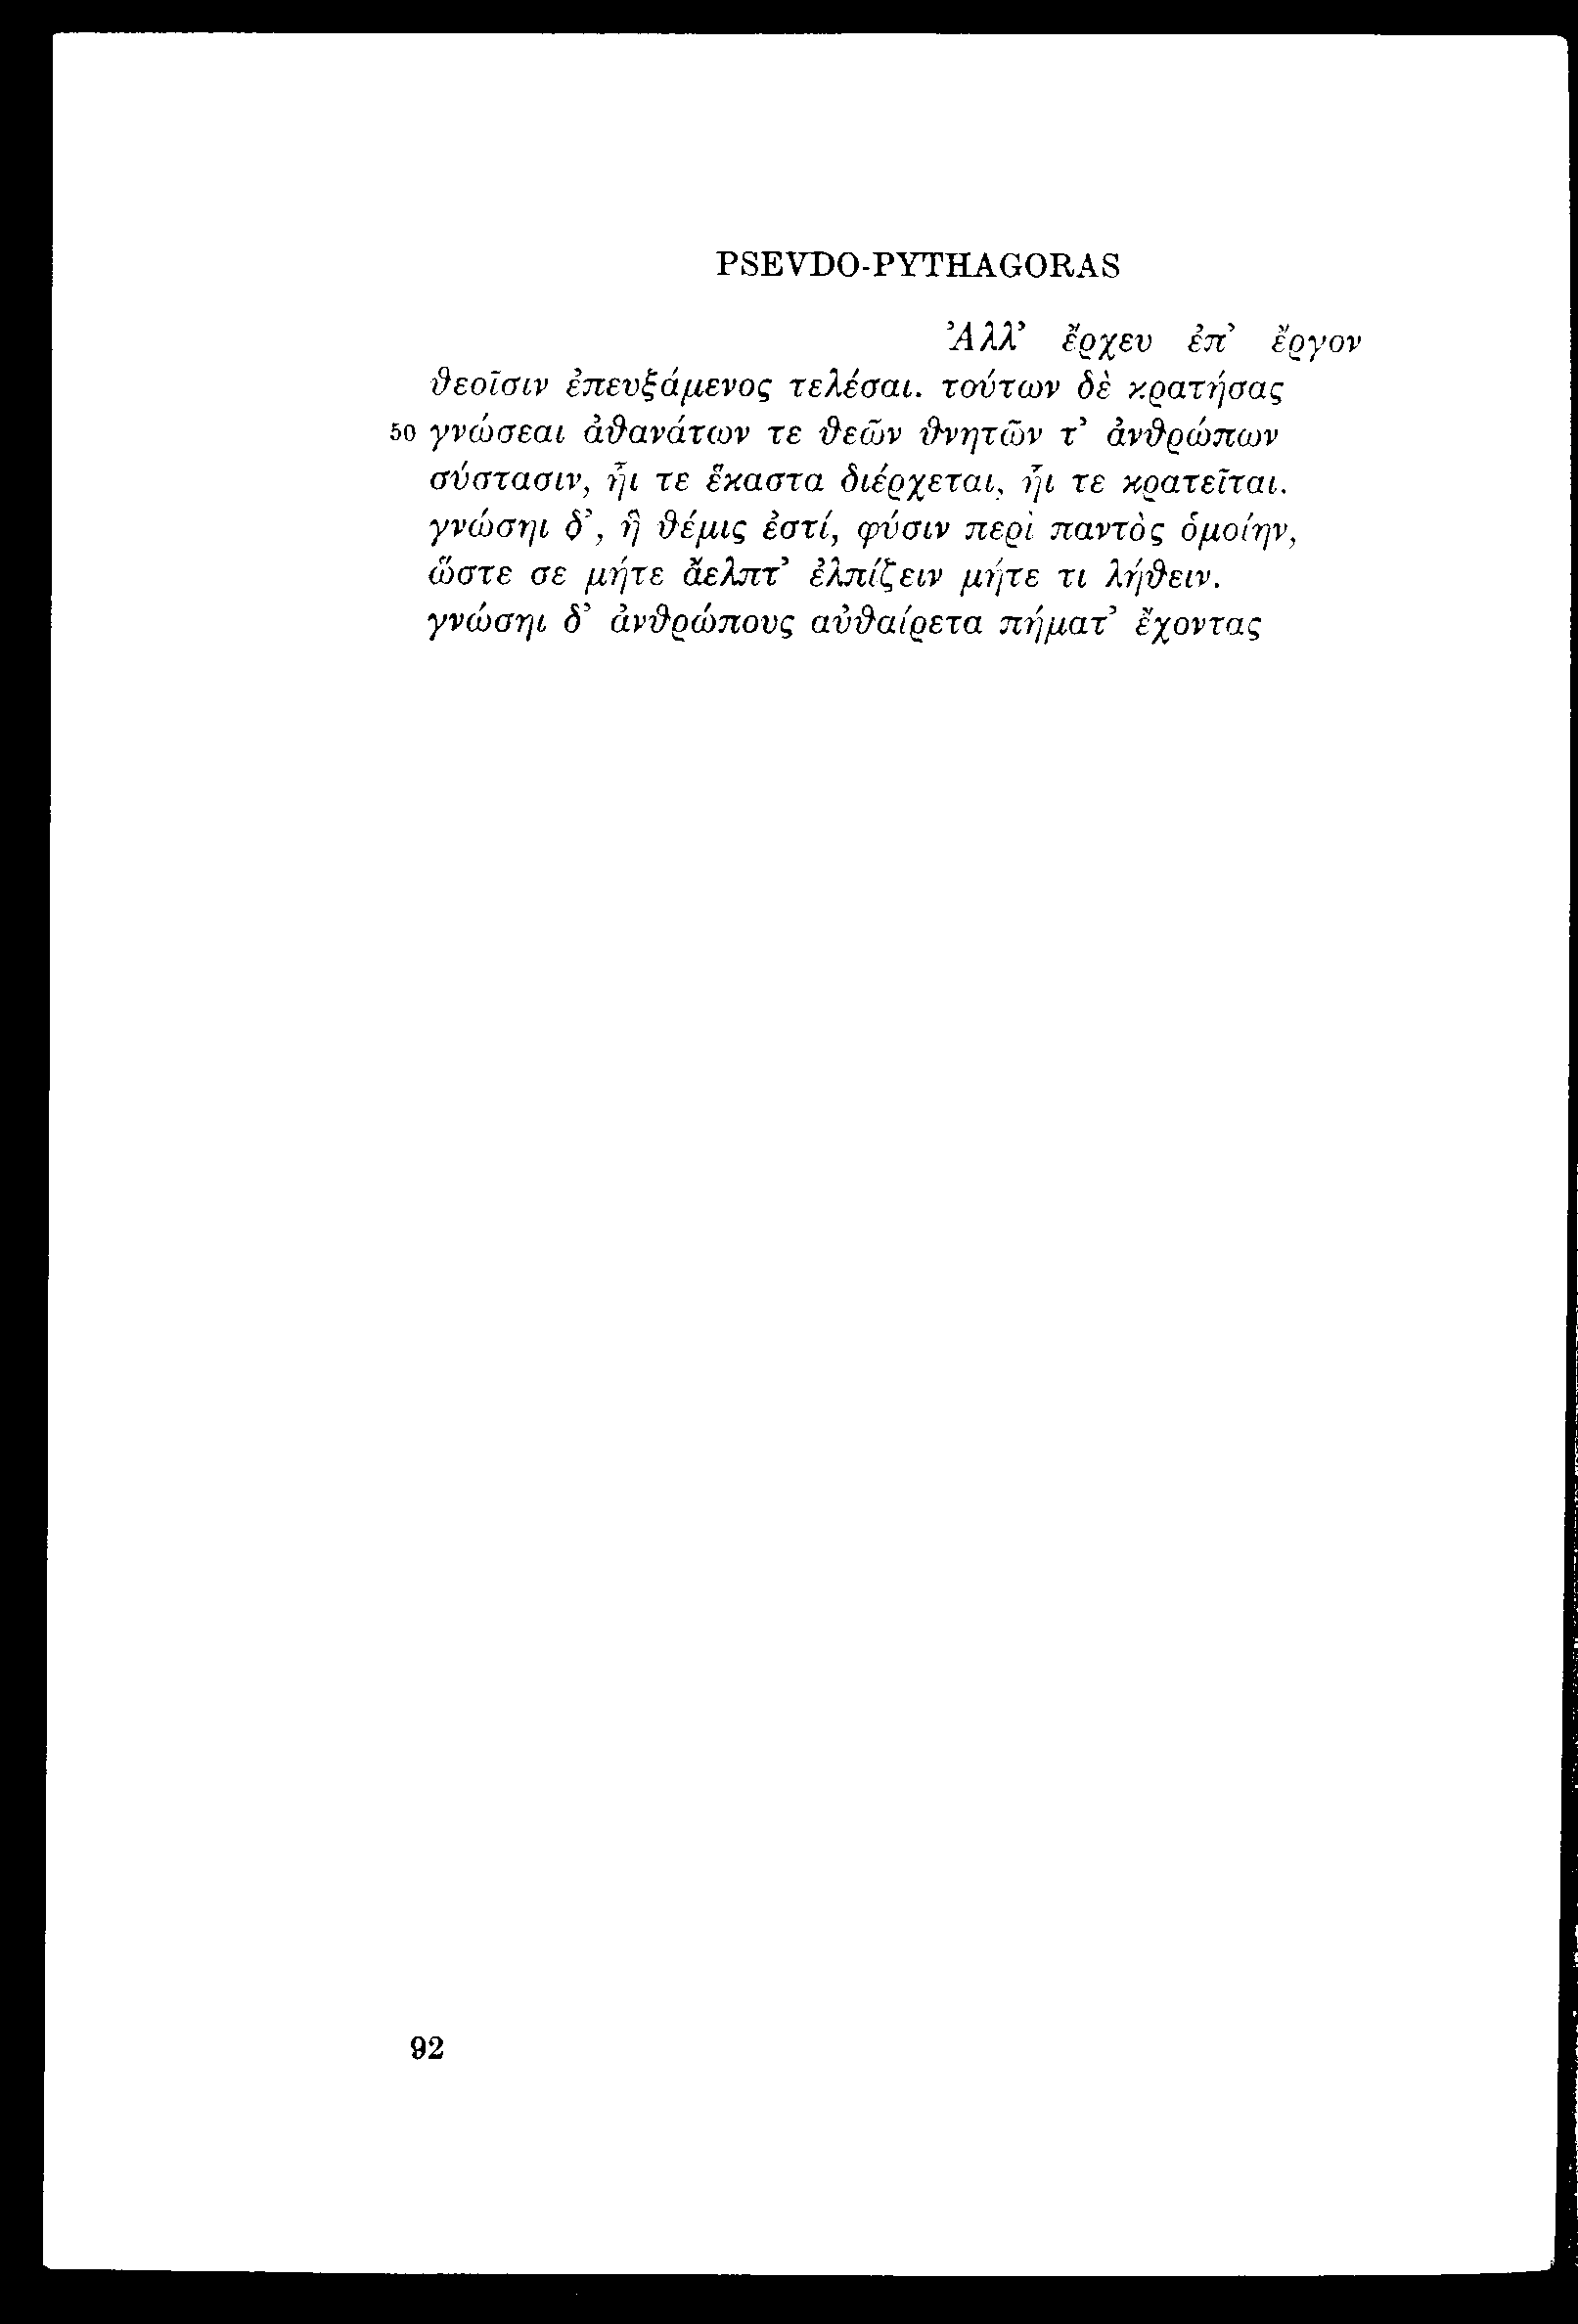 PSEVDO-PYTHAGORAS
Ἀλλ’ ἔρχευ ἐπ’ ἔργον
θεοῖσιν ἐπευξάμενος τελέσαι. τούτων δὲ κρατήσας
50 γνώσεαι ἀθανάτων τε θεῶν θνητῶν τ’ ἀνθρώπων
σύστασιν, ἧι τε ἕκαστα διέρχεται, ἧι τε κρατεῖται.
γνώσηι δ’, ἣ θέμις ἐστί, φύσιν περὶ παντὸς ὁμοίην,
ὥστε σε μήτε ἄελπτ’ ἐλπίζειν μήτε τι λήθειν.
γνώσηι δ’ ἀνθρώπους αὐθαίρετα πήματ’ ἔχοντας
92